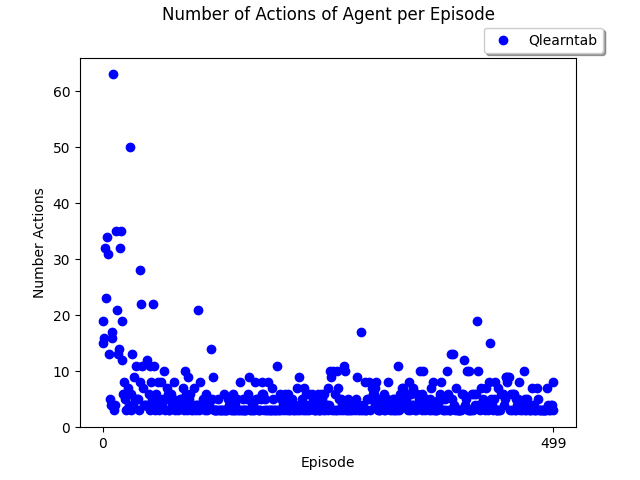 Number of Actions of Agent per Episode
Qlearntab
60
50
40
30
20
10
0
Number Actions
0
499
Episode